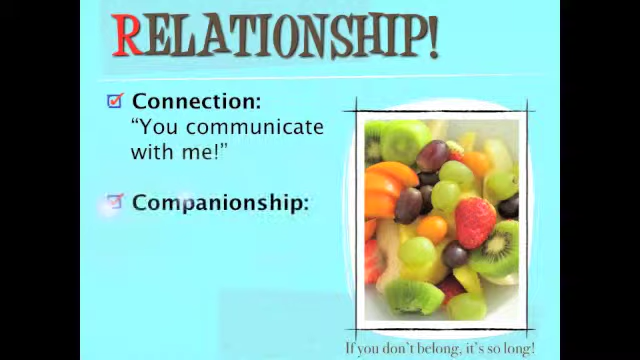 RELATIONSHIP!
Connection:
“You communicate
with me!”
Companionship:
If you don't belong, it's so long!